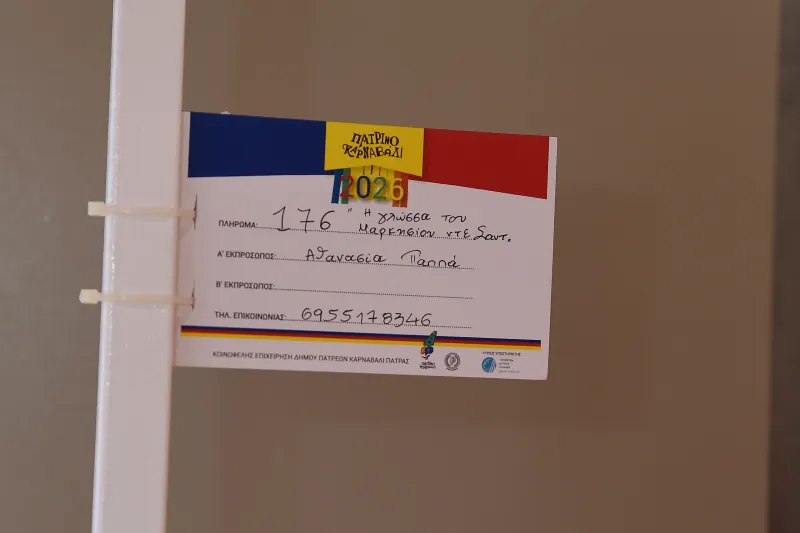 ΠΑΤΡΙΝΟ
ΚΑΡΝΑΒΑΛΙ
2026
ΠΛΗΡΩΜΑ: 176 " Η γλώσσα του
Μαρκησίου ντε Σαντ.
Α' ΕΚΠΡΟΣΩΠΟΣ: Αθανασία Παππά
Β' ΕΚΠΡΟΣΩΠΟΣ:
ΤΗΛ. ΕΠΙΚΟΙΝΩΝΙΑΣ: 6955178346
ΚΟΙΝΩΦΕΛΗΣ ΕΠΙΧΕΙΡΗΣΗ ΔΗΜΟΥ ΠΑΤΡΕΩΝ ΚΑΡΝΑΒΑΛΙ ΠΑΤΡΑΣ